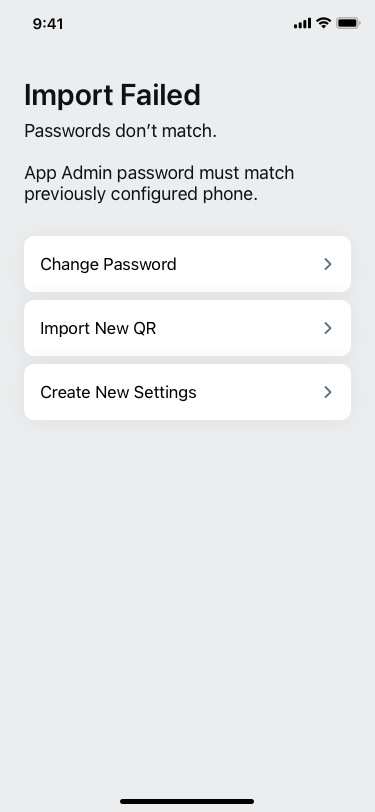 9:41
Import Failed
Passwords don’t match.
App Admin password must match
previously configured phone.
Change Password
Import New QR
Create New Settings